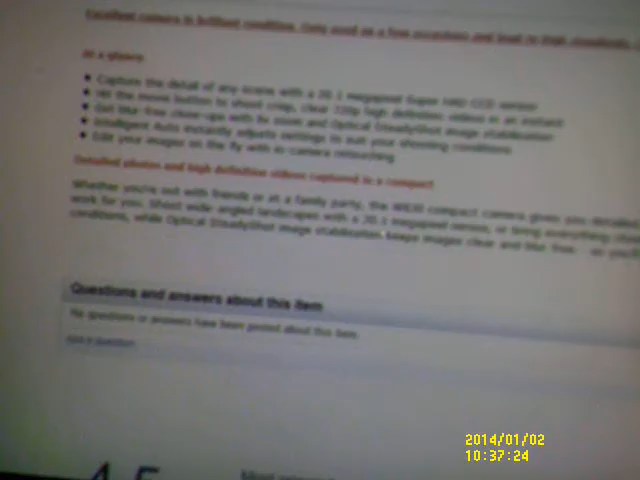 Excellent camera in brilliant condition. Only used on a few occasions and kept in high
At a glance
Capture the detail of any scene with a 20.1 megapixel Super HAD CCD sensor
Hit the movie button to shoot crisp, clear 720p high definition videos in an instant
Get blur-free close-ups with 8x zoom and Optical SteadyShot image stabilisation
Intelligent Auto instantly adjusts settings to suit your shooting conditions
Edit your images on the fly with in-camera retouching
Detailed photos and high definition videos captured in a compact
Whether you're out with friends or at a family party, the compact camera gives you detailed
work for you. Shoot wide-angled landscapes with a 20.1 megapixel sensor, or bring everything
conditions, while Optical SteadyShot image stabilisation keeps images clear and blur free - so you'll
Questions and answers about this item
No questions or answers have been posted about this item.
Ask a question
2014/01/02
10:37:24